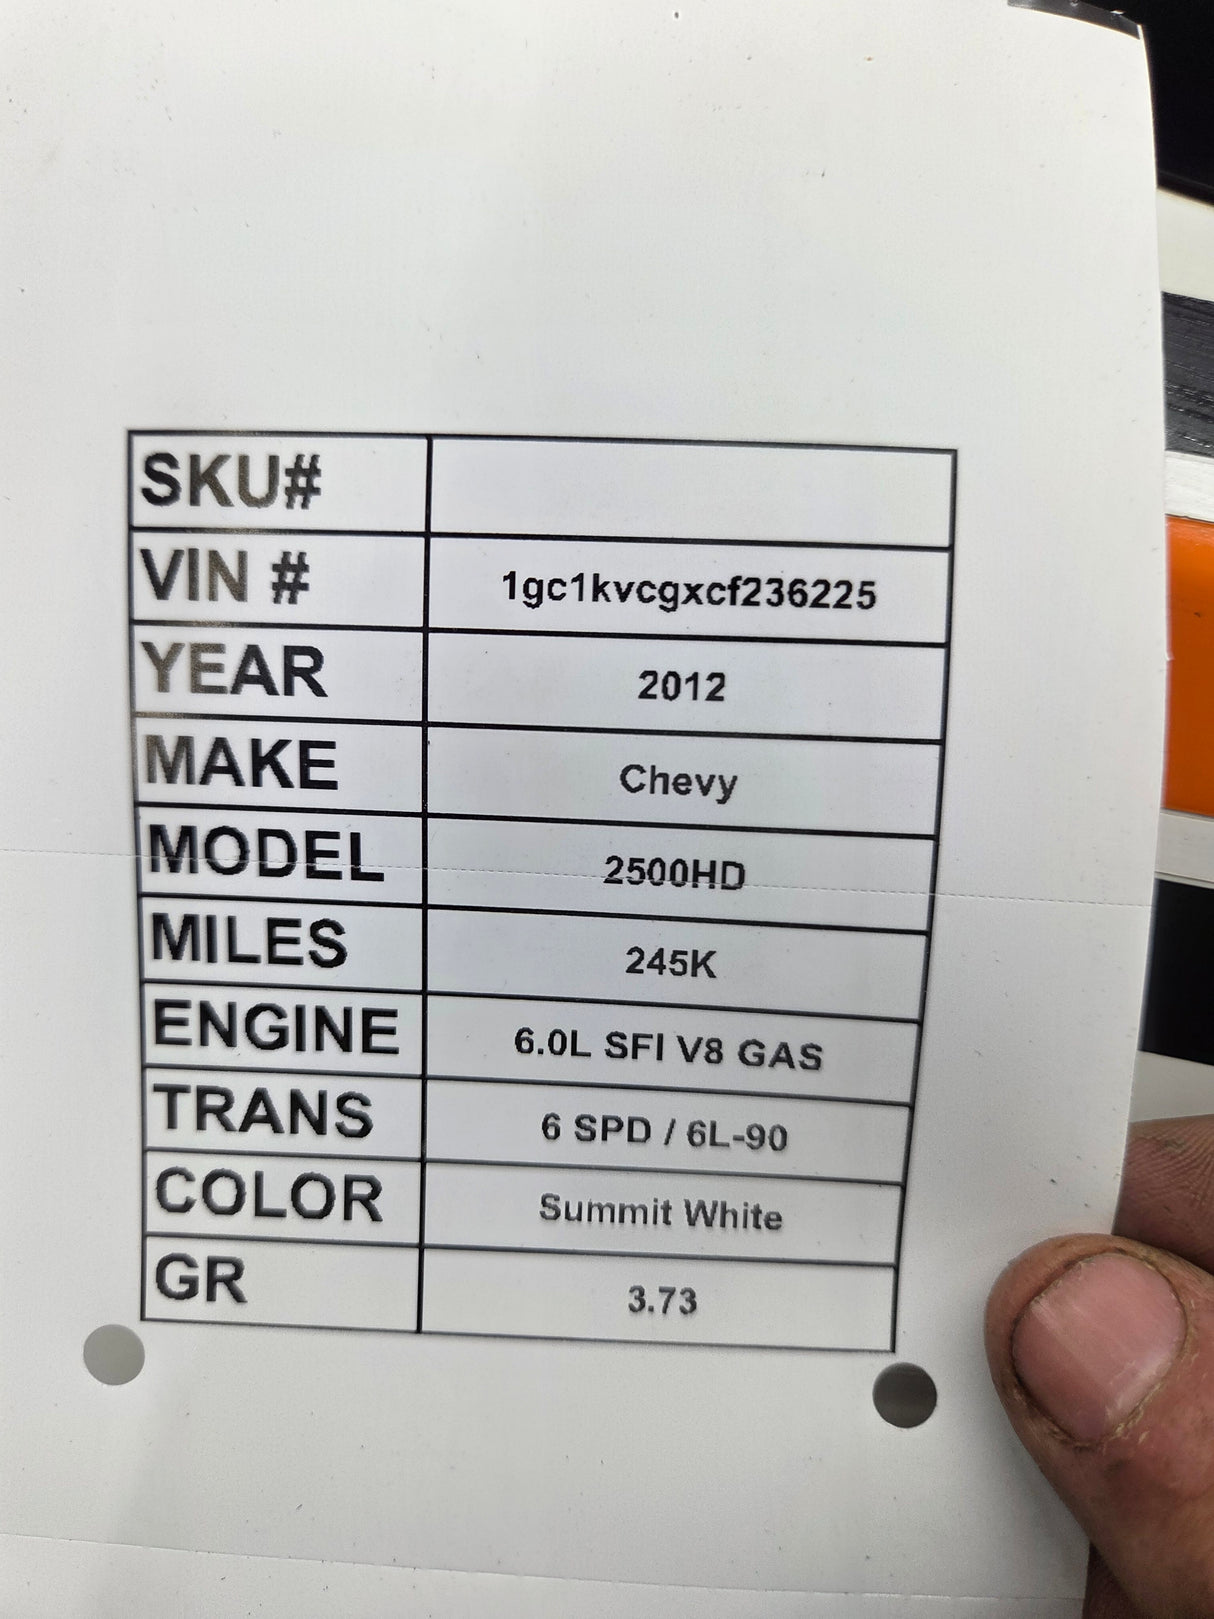 SKU#
VIN # 1gc1kvcgxcf236225
YEAR 2012
MAKE Chevy
MODEL 2500HD
MILES 245K
ENGINE 6.0L SFI V8 GAS
TRANS 6 SPD / 6L-90
COLOR Summit White
GR 3.73